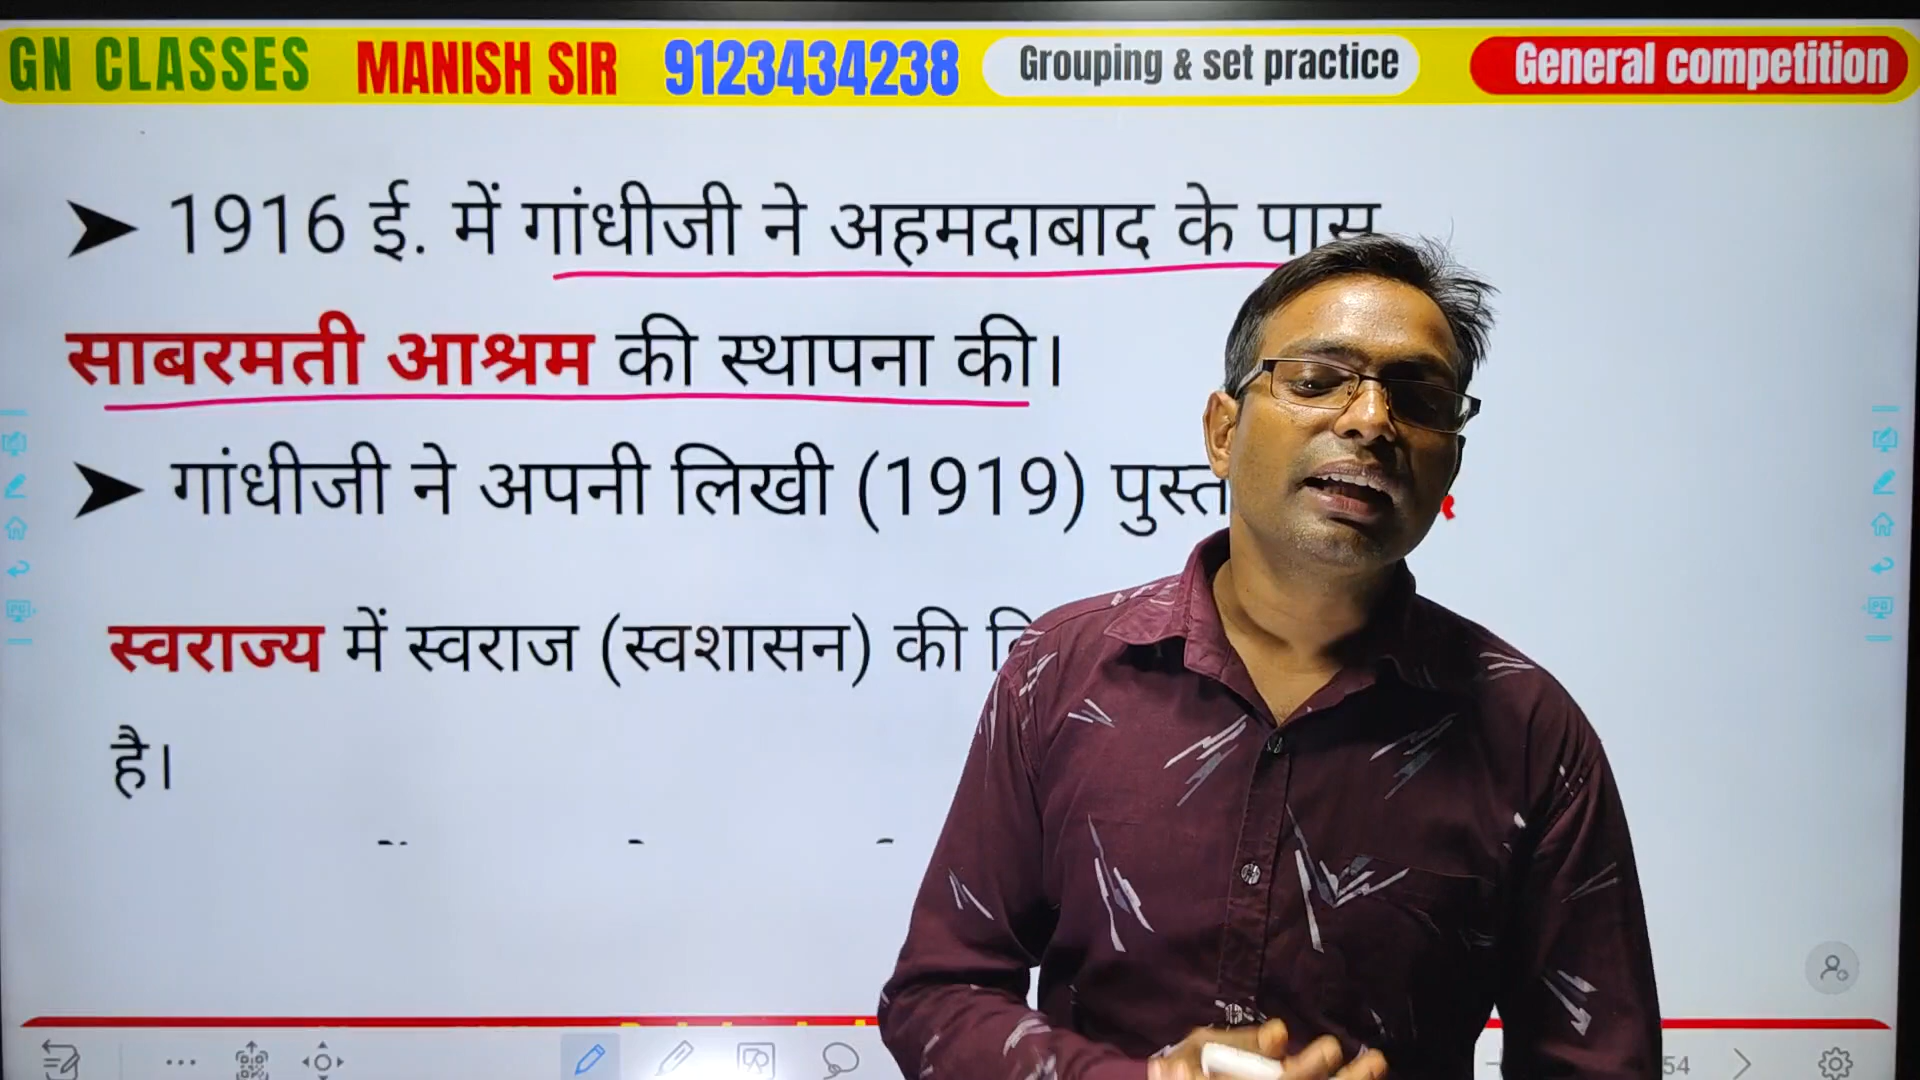 GN CLASSES MANISH SIR 9123434238 Grouping & set practice General competition
➤ 1916 ई. में गांधीजी ने अहमदाबाद के पास
साबरमती आश्रम की स्थापना की।
➤ गांधीजी ने अपनी लिखी (1919)
स्वराज्य में स्वराज (स्वशासन) की
है।
54